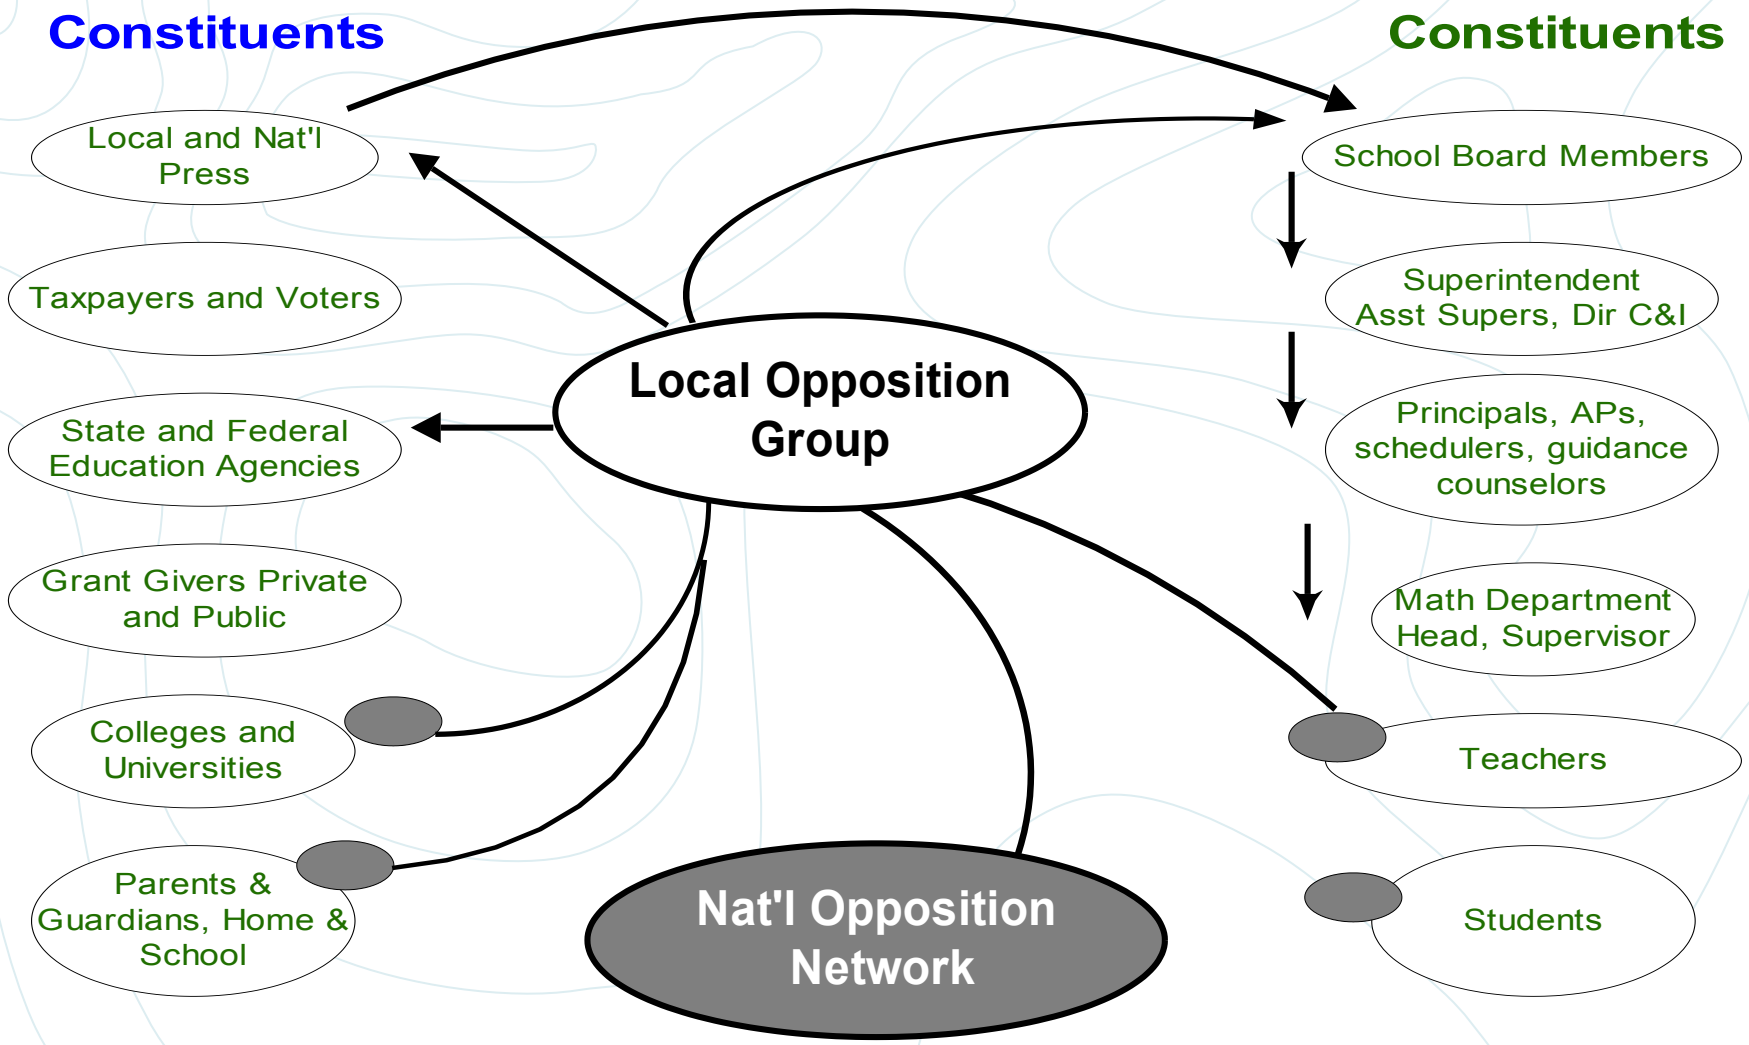 Constituents
Constituents
Local and Nat'l
Press
School Board Members
Taxpayers and Voters
Superintendent
Asst Supers, Dir C&I
Local Opposition
Group
State and Federal
Education Agencies
Principals, APs,
schedulers, guidance
counselors
Grant Givers Private
and Public
Math Department
Head, Supervisor
Colleges and
Universities
Teachers
Parents &
Guardians, Home &
School
Nat'l Opposition
Network
Students